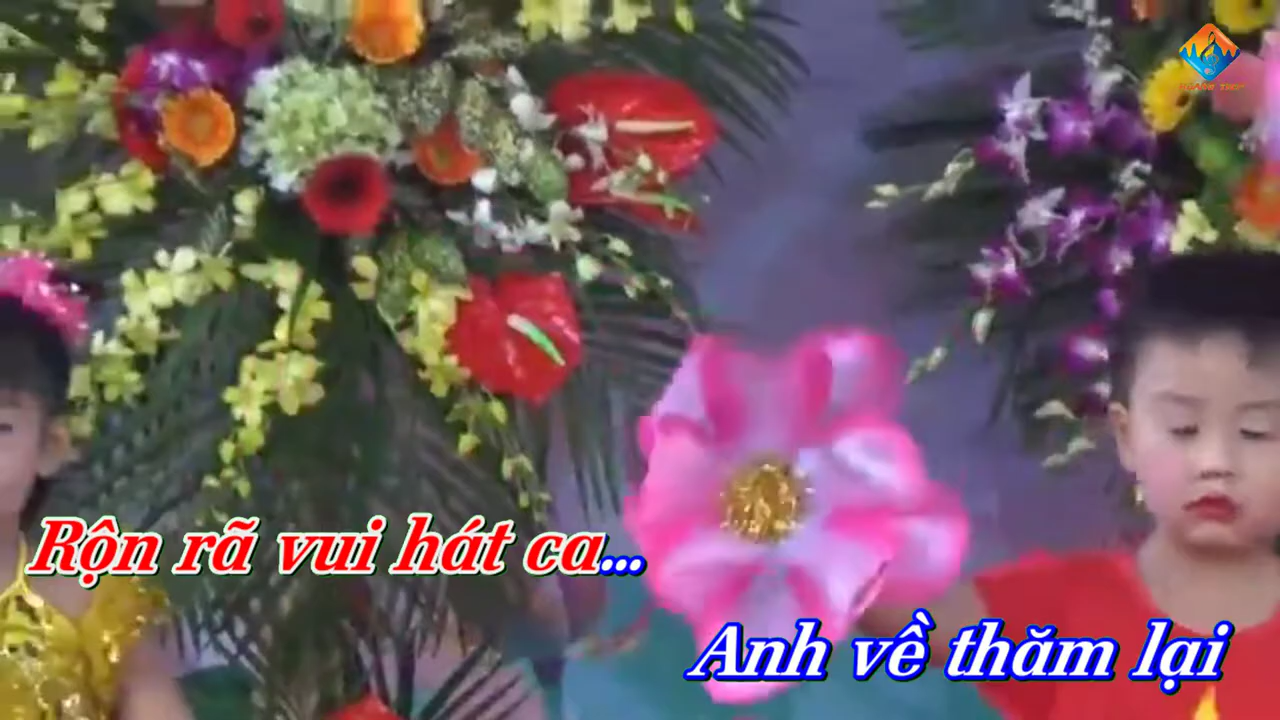 Rộn rã vui hát ca...
Anh về thăm lại